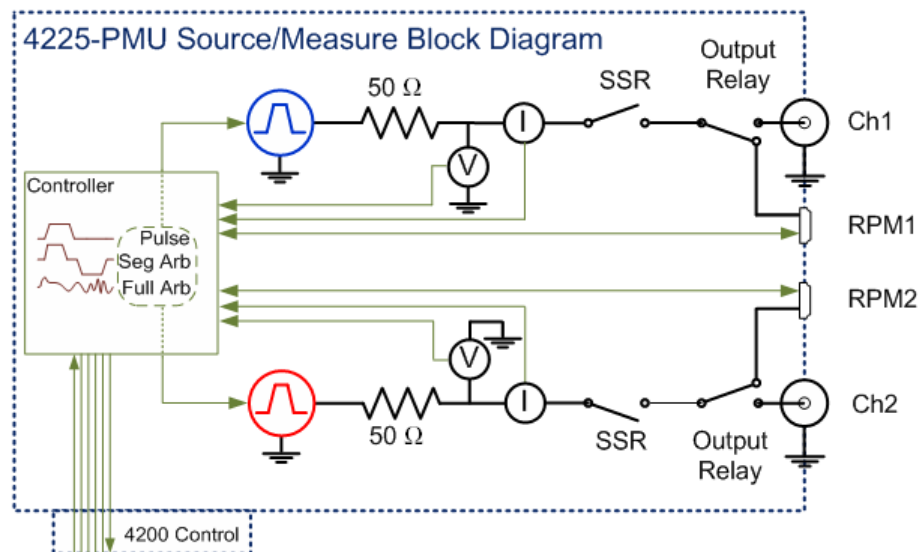 4225-PMU Source/Measure Block Diagram
50 Ω
V
I
SSR
Output
Relay
Ch1
Controller
Pulse
Seg Arb
Full Arb
RPM1
RPM2
V
I
50 Ω
SSR
Output
Relay
Ch2
4200 Control